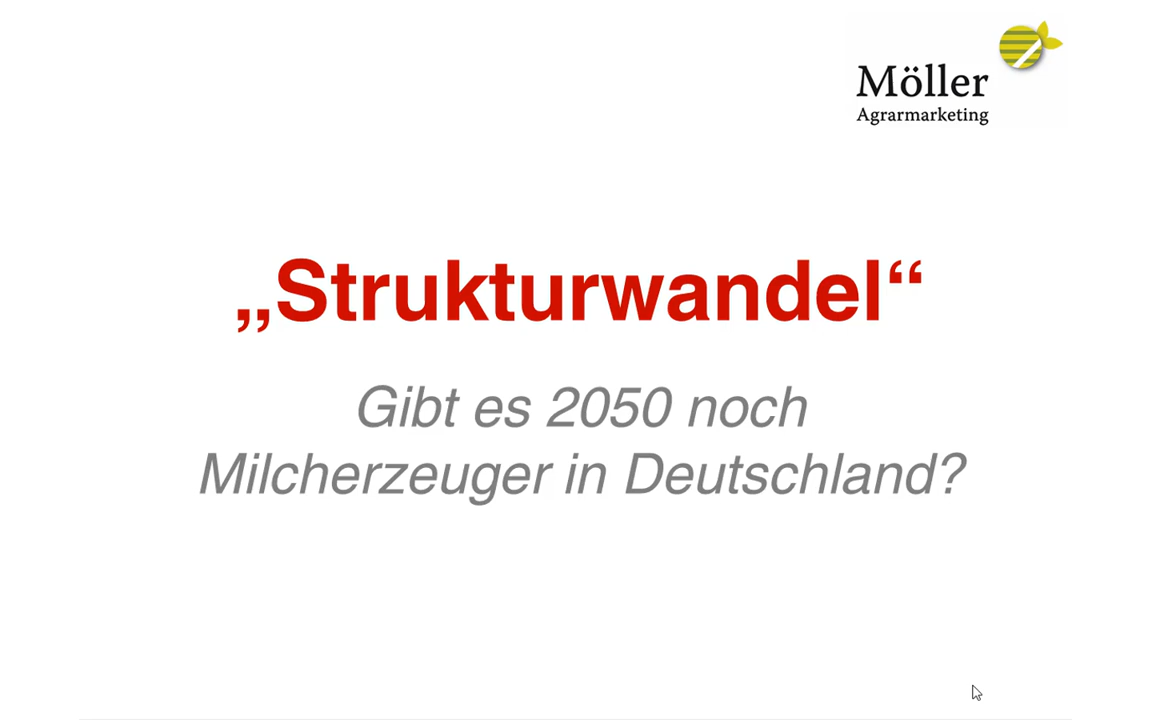 Möller
Agrarmarketing
„Strukturwandel“
Gibt es 2050 noch
Milcherzeuger in Deutschland?